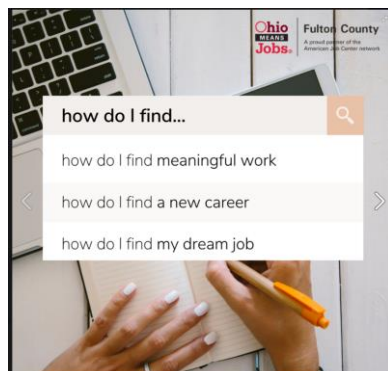 Ohio
MEANS
Jobs.
Fulton County
A proud partner of the
American Job Center network
how do I find...
how do I find meaningful work
how do I find a new career
how do I find my dream job